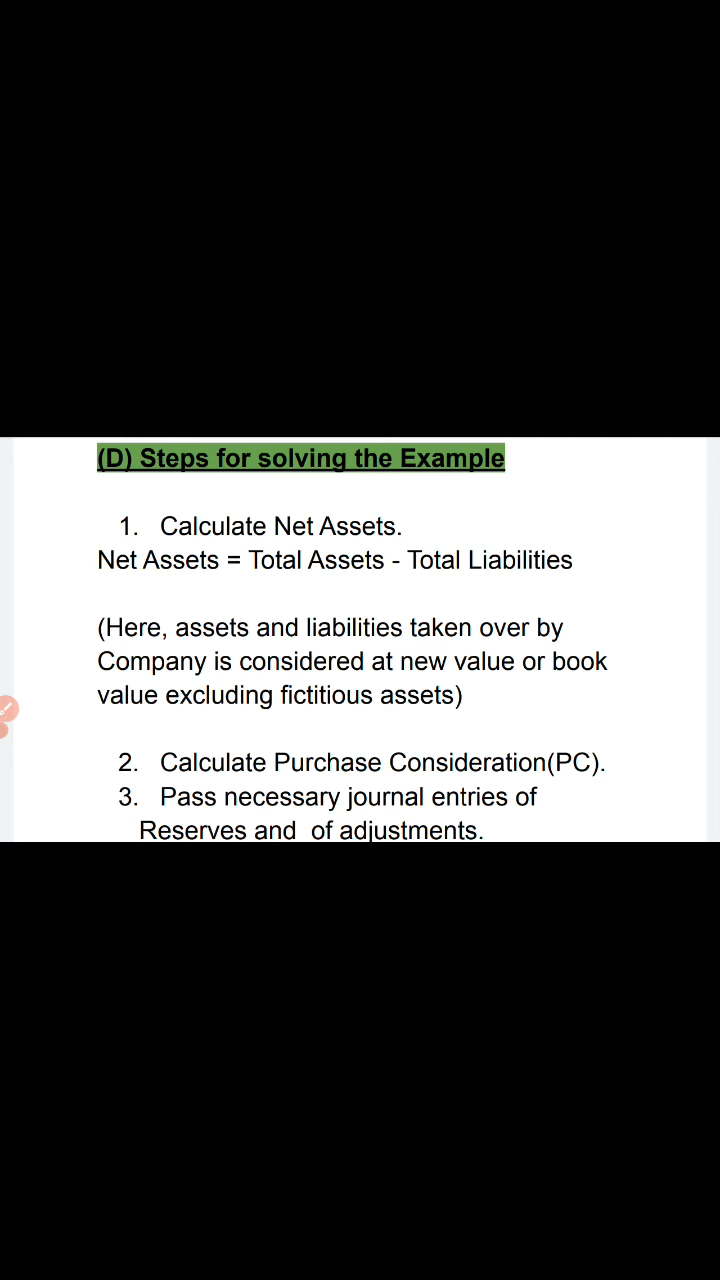 (D) Steps for solving the Example
1. Calculate Net Assets.
Net Assets = Total Assets - Total Liabilities
(Here, assets and liabilities taken over by
Company is considered at new value or book
value excluding fictitious assets)
2. Calculate Purchase Consideration(PC).
3. Pass necessary journal entries of
Reserves and of adjustments.